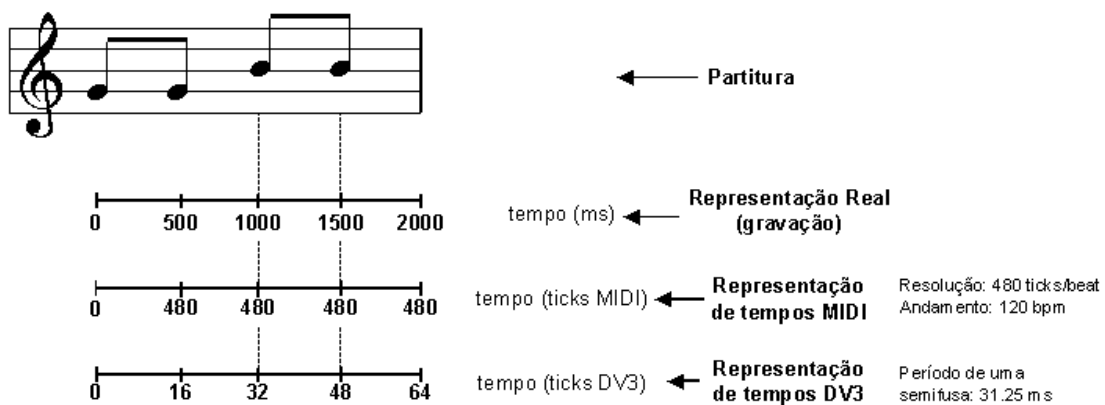 Partitura
0 500 1000 1500 2000
tempo (ms)
Representação Real
(gravação)
0 480 480 480 480
tempo (ticks MIDI)
Representação
de tempos MIDI
Resolução: 480 ticks/beat
Andamento: 120 bpm
0 16 32 48 64
tempo (ticks DV3)
Representação
de tempos DV3
Período de uma
semifusa: 31.25 ms